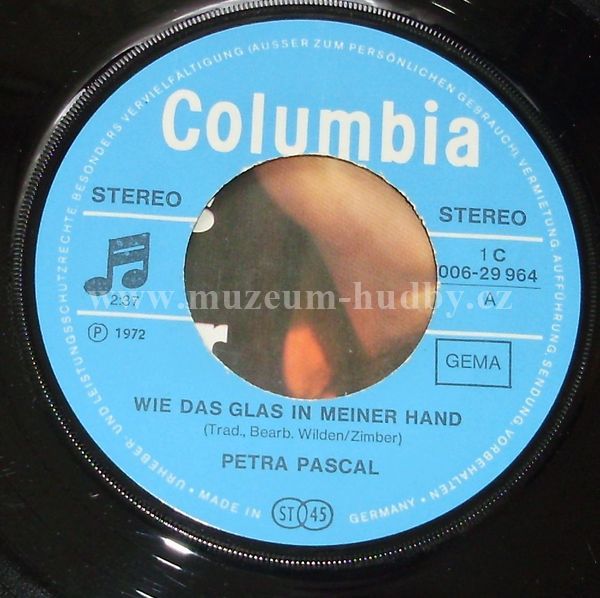 URHEBER- UND LEISTUNGSSCHUTZRECHTE, BESONDERS VERVIELFÄLTIGUNG (AUSSER ZUM PERSÖNLICHEN GEBRAUCH), VERMIETUNG, AUFFÜHRUNG, SENDUNG, VORBEHALTEN. • MADE IN GERMANY •
Columbia
STEREO
STEREO
1 C
006-29 964
A
2:37
www.muzeum-hudby.cz
Ⓟ 1972
GEMA
WIE DAS GLAS IN MEINER HAND
(Trad., Bearb. Wilden/Zimber)
PETRA PASCAL
ST 45